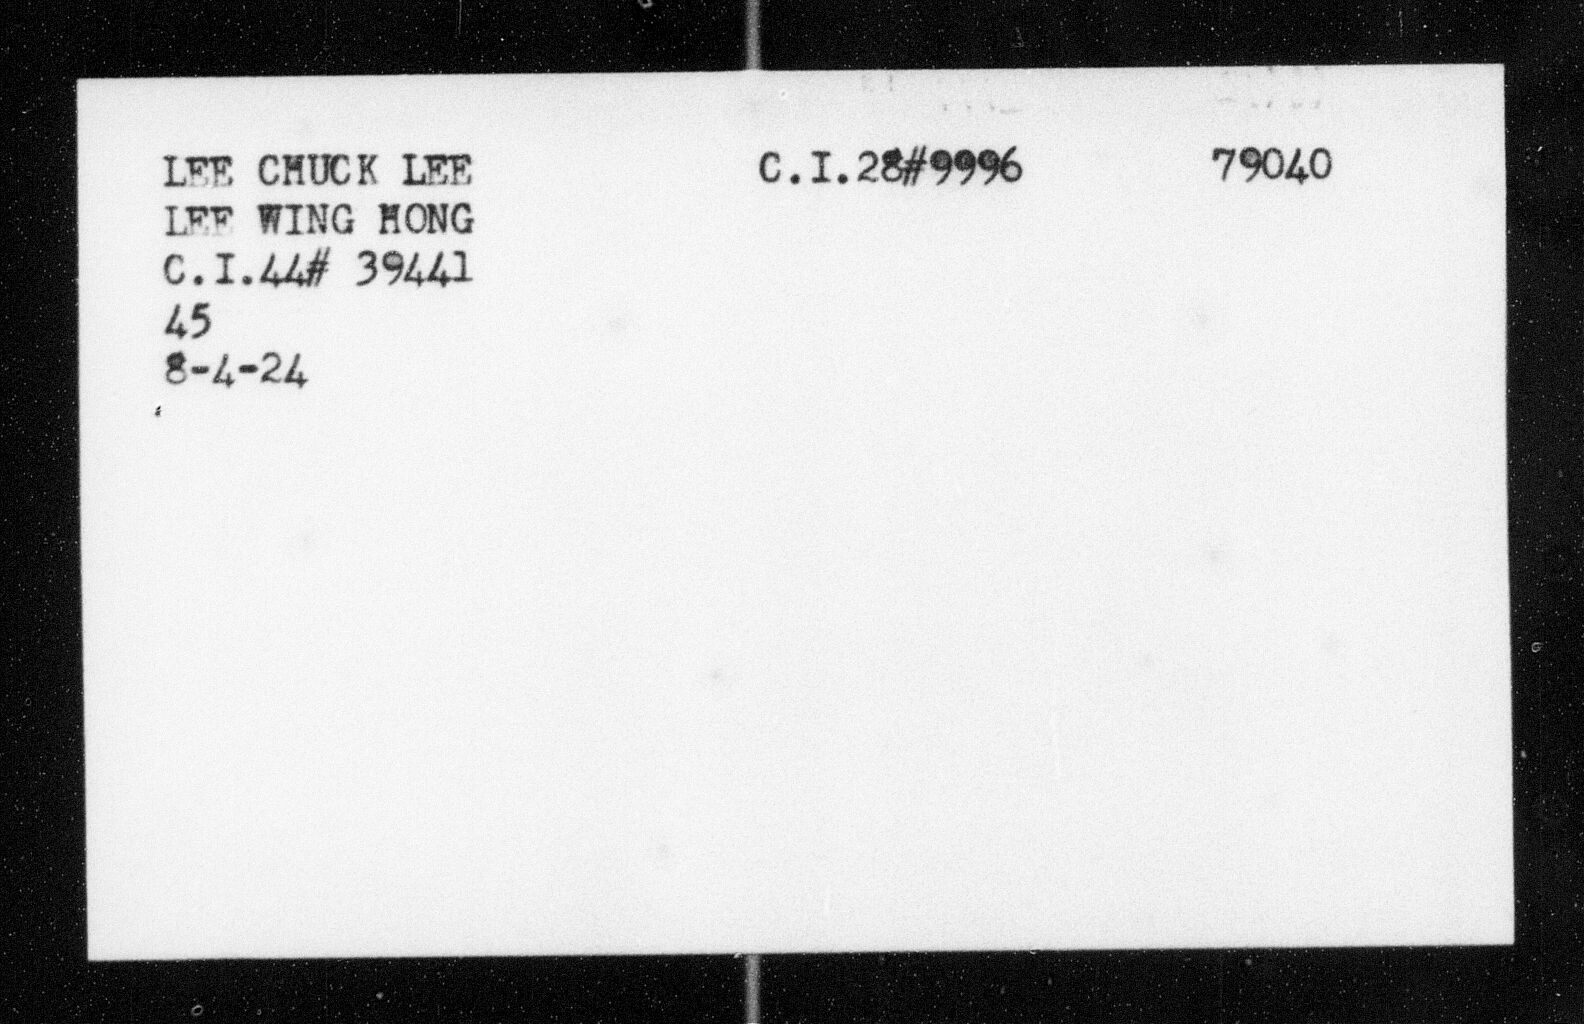 LEE CHUCK LEE C.I.28#9996 79040
LEE WING HONG
C.I.44# 39441
45
8-4-24